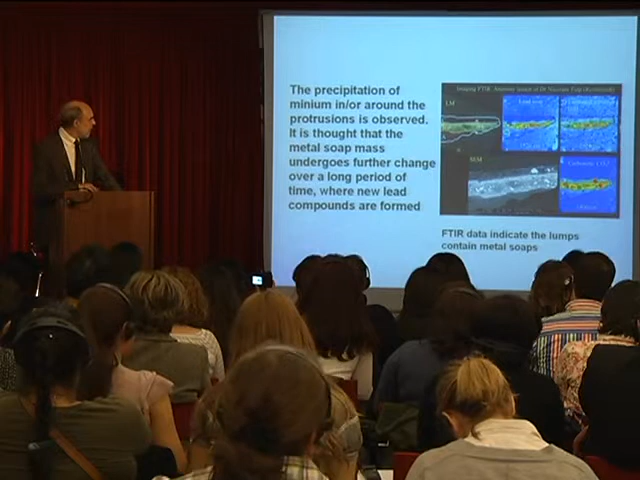 The precipitation of
minium in/or around the
protrusions is observed.
It is thought that the
metal soap mass
undergoes further change
over a long period of
time, where new lead
compounds are formed
LM
SEM
FTIR data indicate the lumps
contain metal soaps